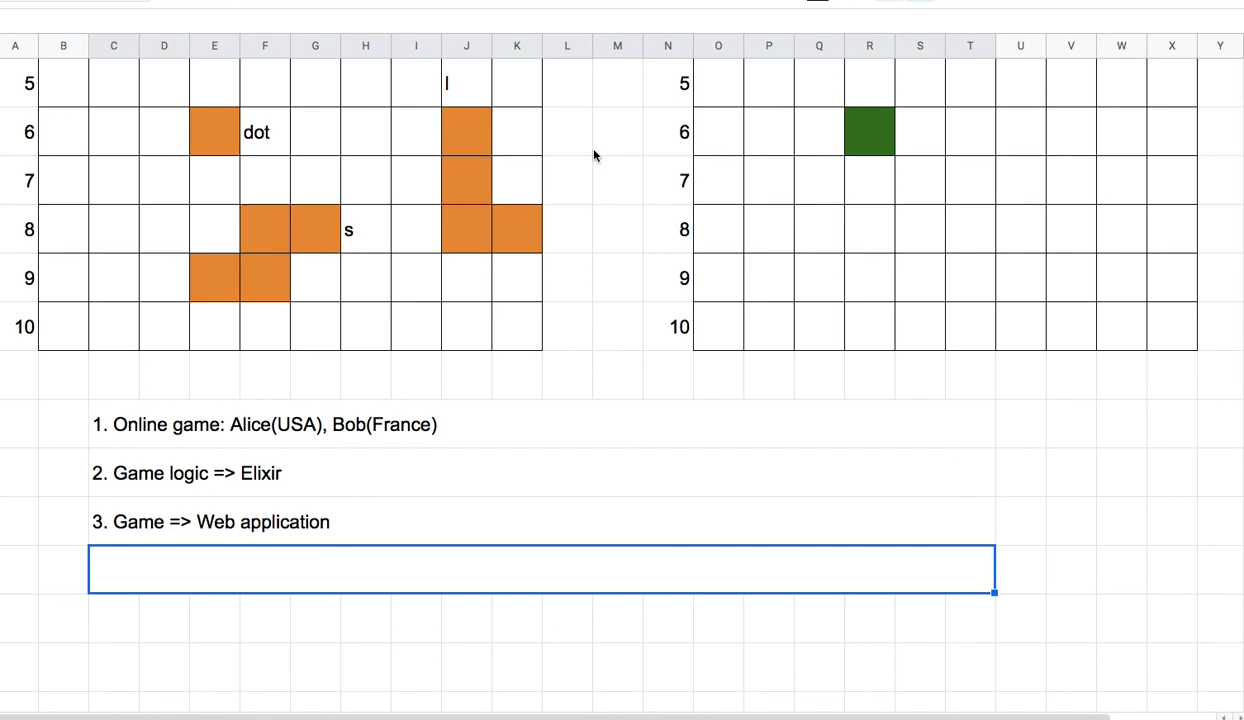 A B C D E F G H I J K L M N O P Q R S T U V W X Y
5 l 5
6 dot 6
7 7
8 s 8
9 9
10 10
1. Online game: Alice(USA), Bob(France)
2. Game logic => Elixir
3. Game => Web application